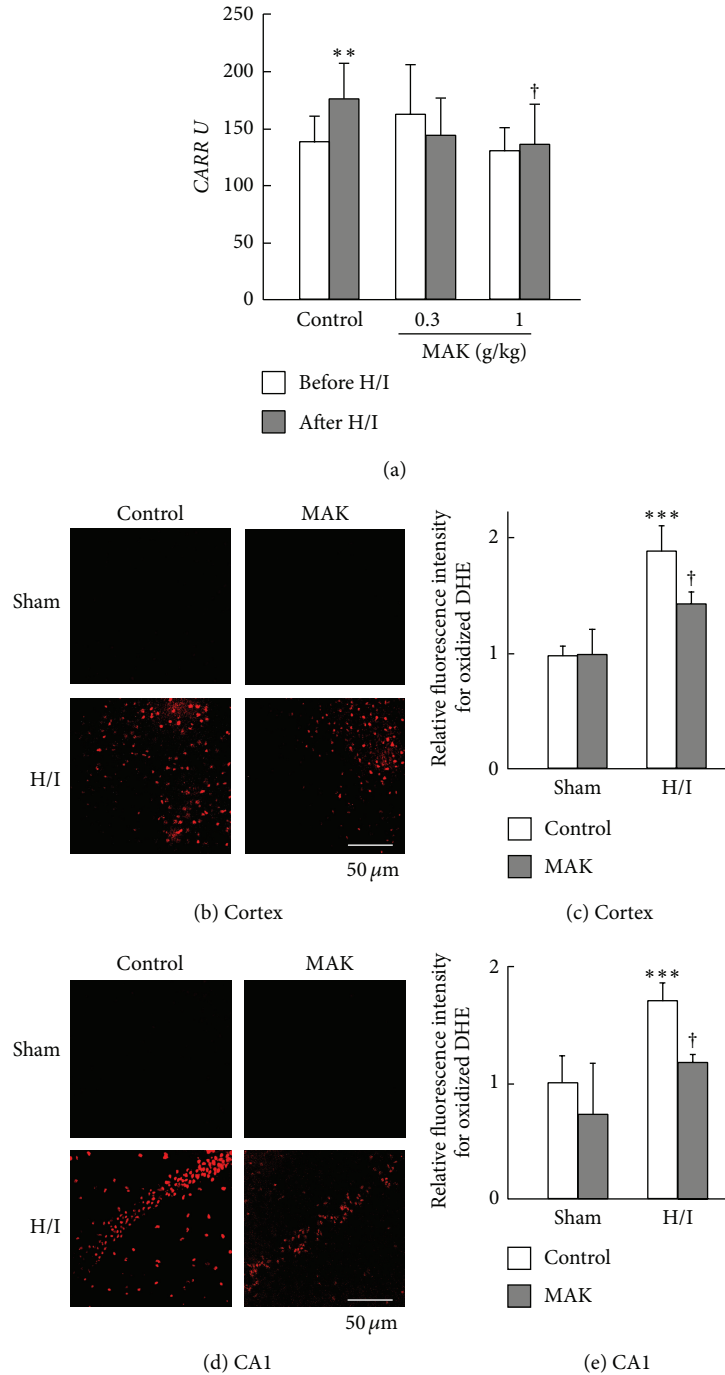 250
**
200
†
150
CARR U
100
50
0
Control
0.3
1
MAK (g/kg)
Before H/I
After H/I
(a)
Control
MAK
Sham
H/I
50 μm
(b) Cortex
Relative fluorescence intensity
for oxidized DHE
2
1
0
***
†
Sham
H/I
Control
MAK
(c) Cortex
Control
MAK
Sham
H/I
50 μm
(d) CA1
Relative fluorescence intensity
for oxidized DHE
2
1
0
***
†
Sham
H/I
Control
MAK
(e) CA1